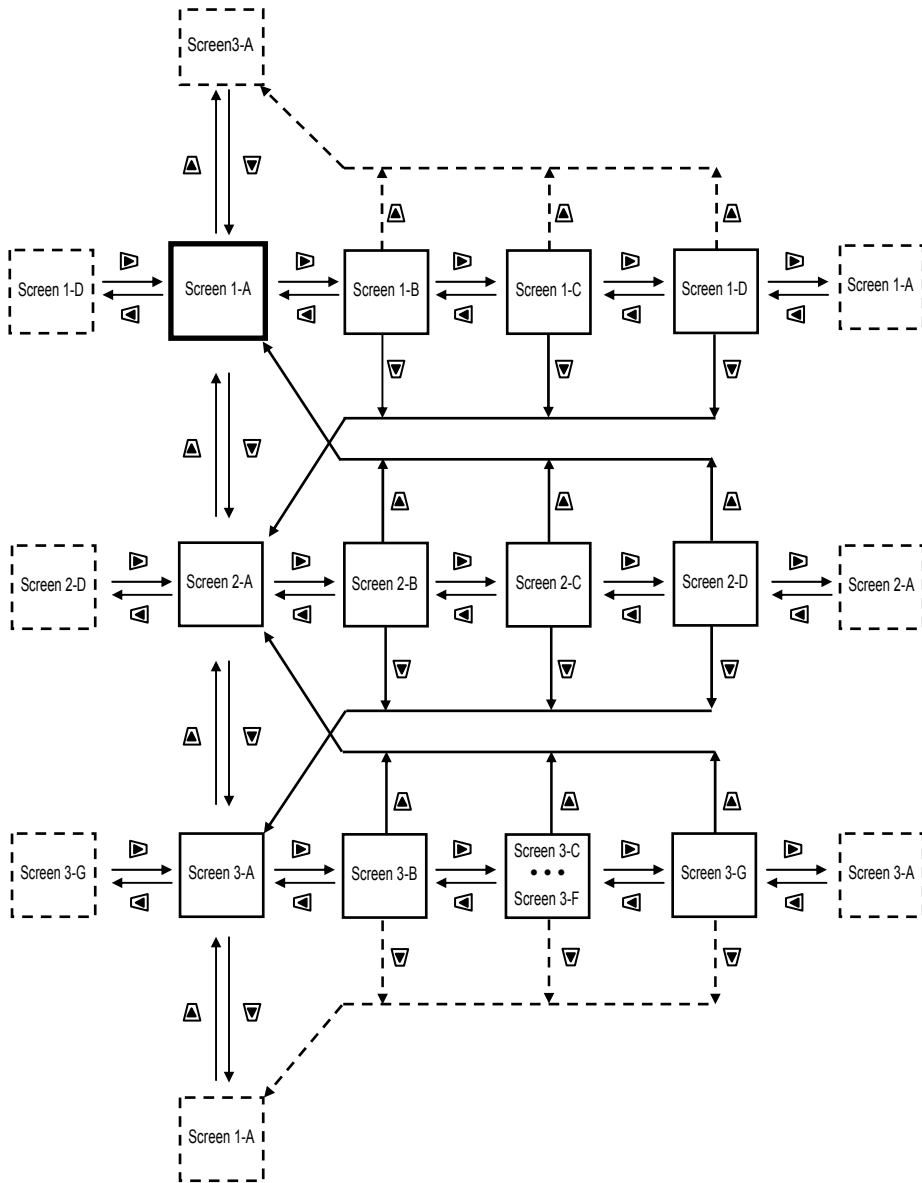 Screen3-A
Screen 1-D
Screen 1-A
Screen 1-B
Screen 1-C
Screen 1-D
Screen 1-A
Screen 2-D
Screen 2-A
Screen 2-B
Screen 2-C
Screen 2-D
Screen 2-A
Screen 3-G
Screen 3-A
Screen 3-B
Screen 3-C
• • •
Screen 3-F
Screen 3-G
Screen 3-A
Screen 1-A